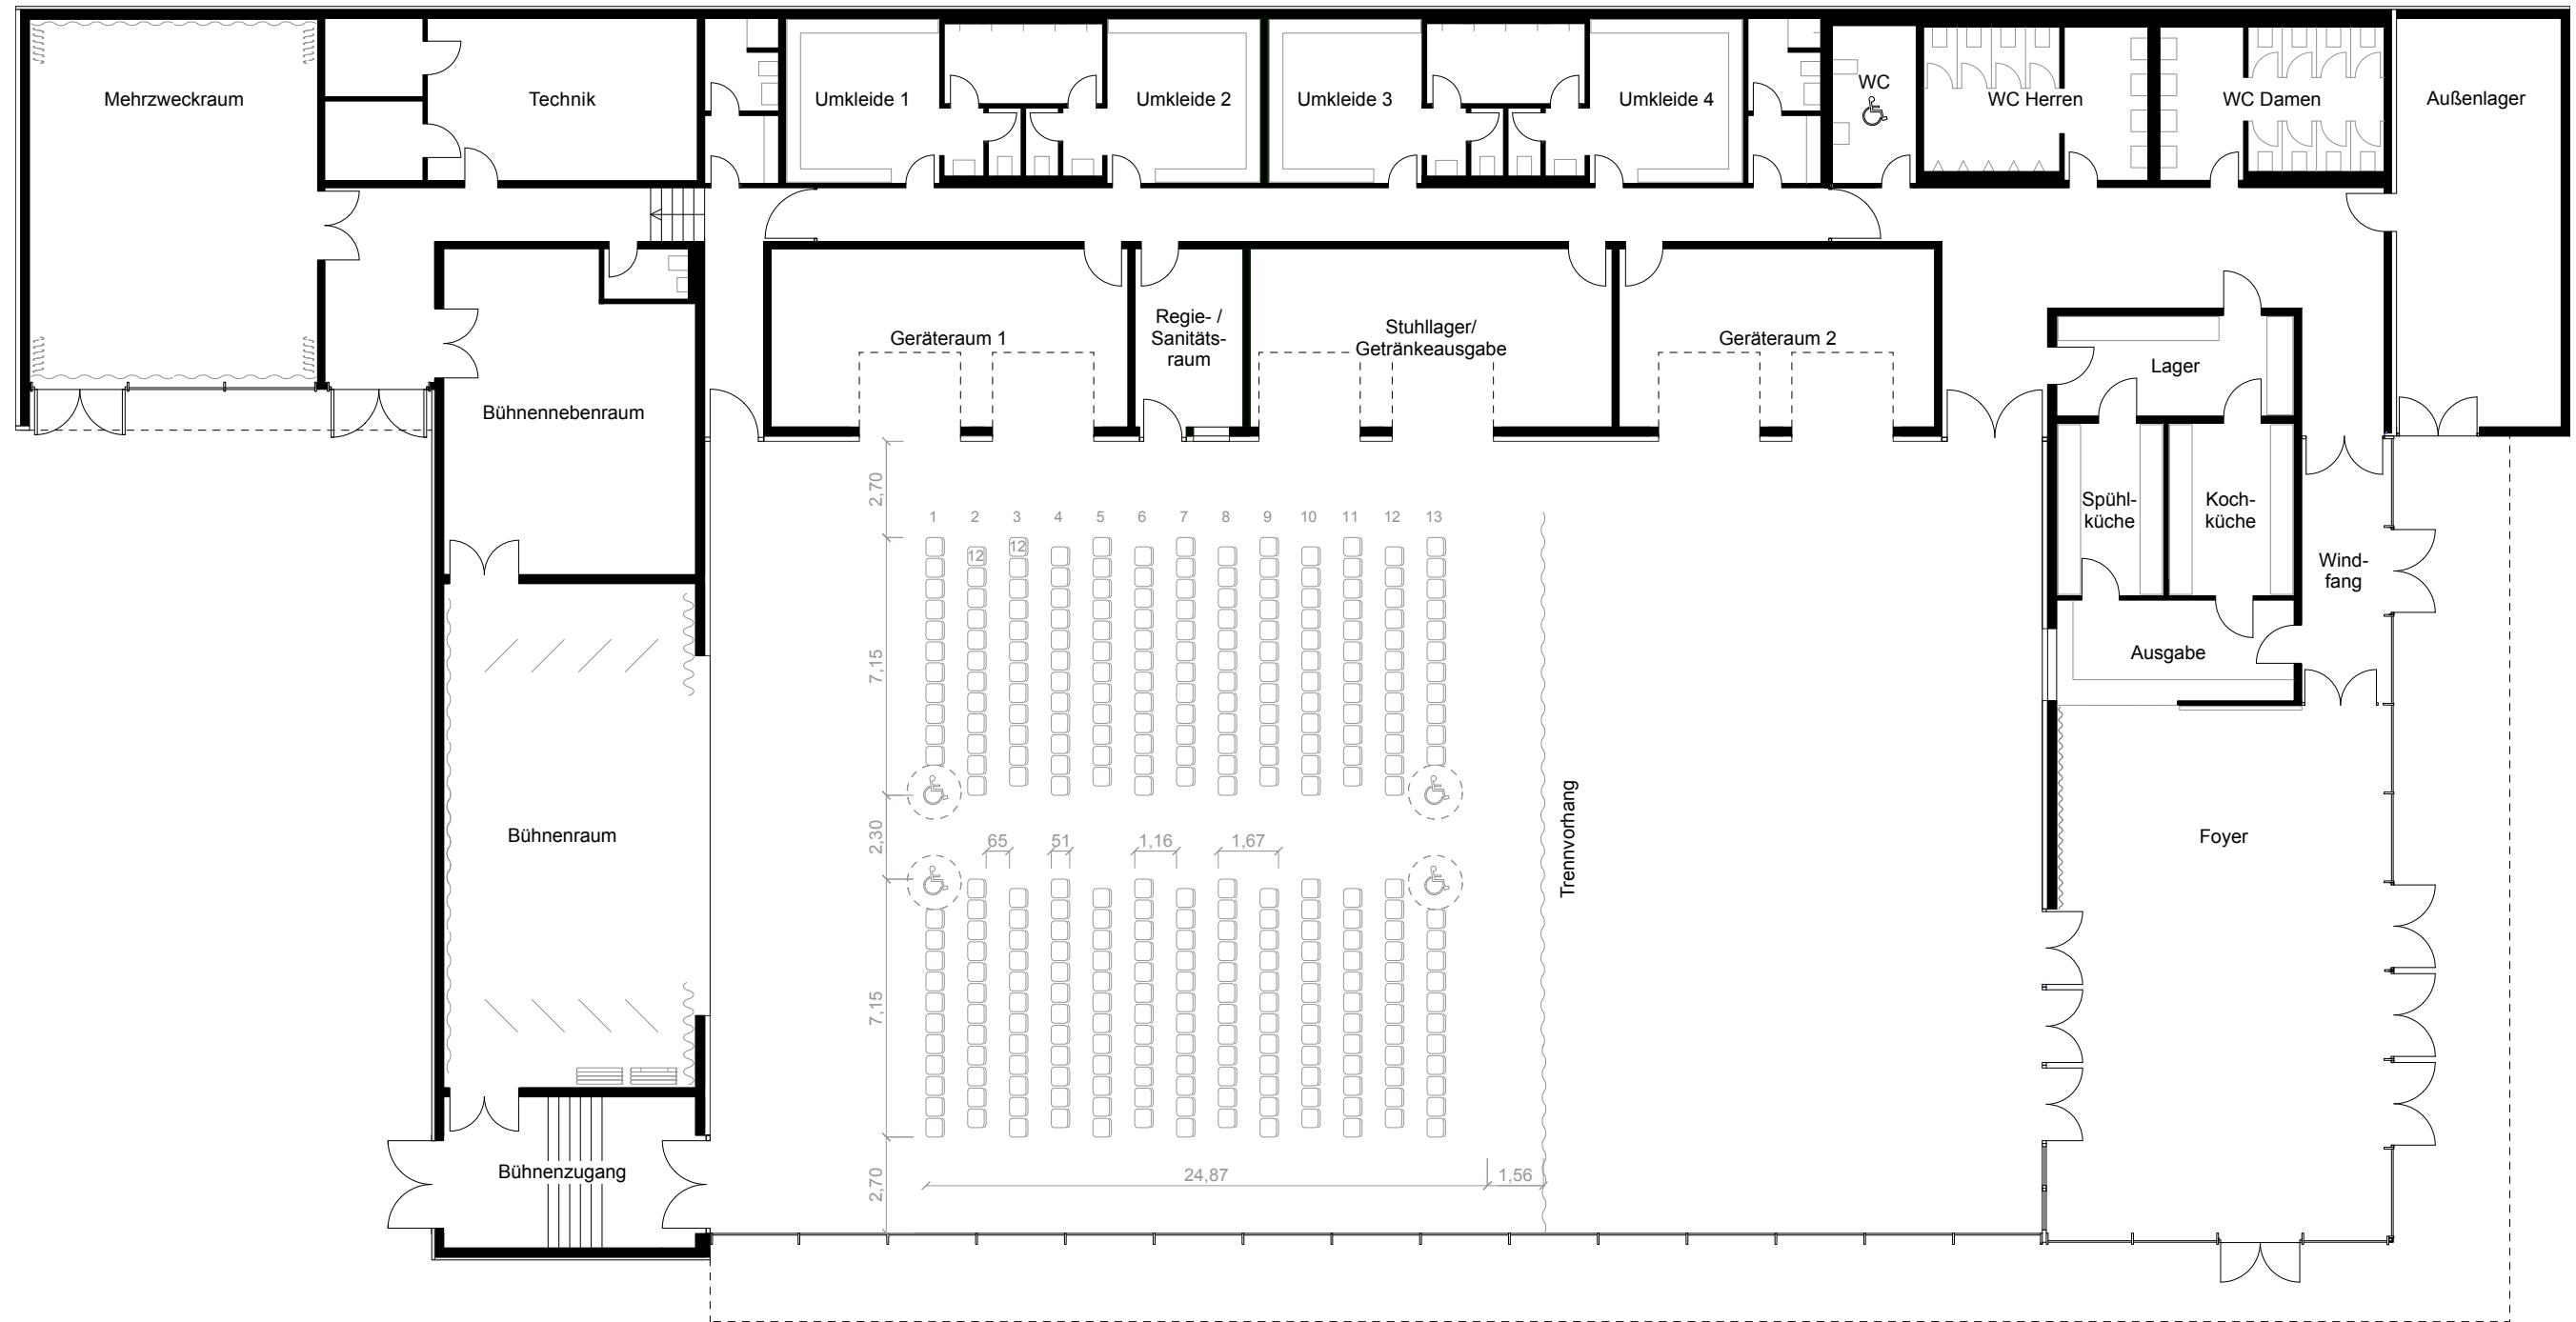 Mehrzweckraum
Technik
Umkleide 1
Umkleide 2
Umkleide 3
Umkleide 4
WC
WC Herren
WC Damen
Außenlager
Geräteraum 1
Regie- /
Sanitäts-
raum
Stuhllager/
Getränkeausgabe
Geräteraum 2
Lager
Bühnennebenraum
2,70
Spühl-
küche
Koch-
küche
1 2 3 4 5 6 7 8 9 10 11 12 13
12
12
Wind-
fang
7,15
Ausgabe
Bühnenraum
2,30
65
51
1,16
1,67
Trennvorhang
Foyer
7,15
Bühnenzugang
2,70
24,87
1,56